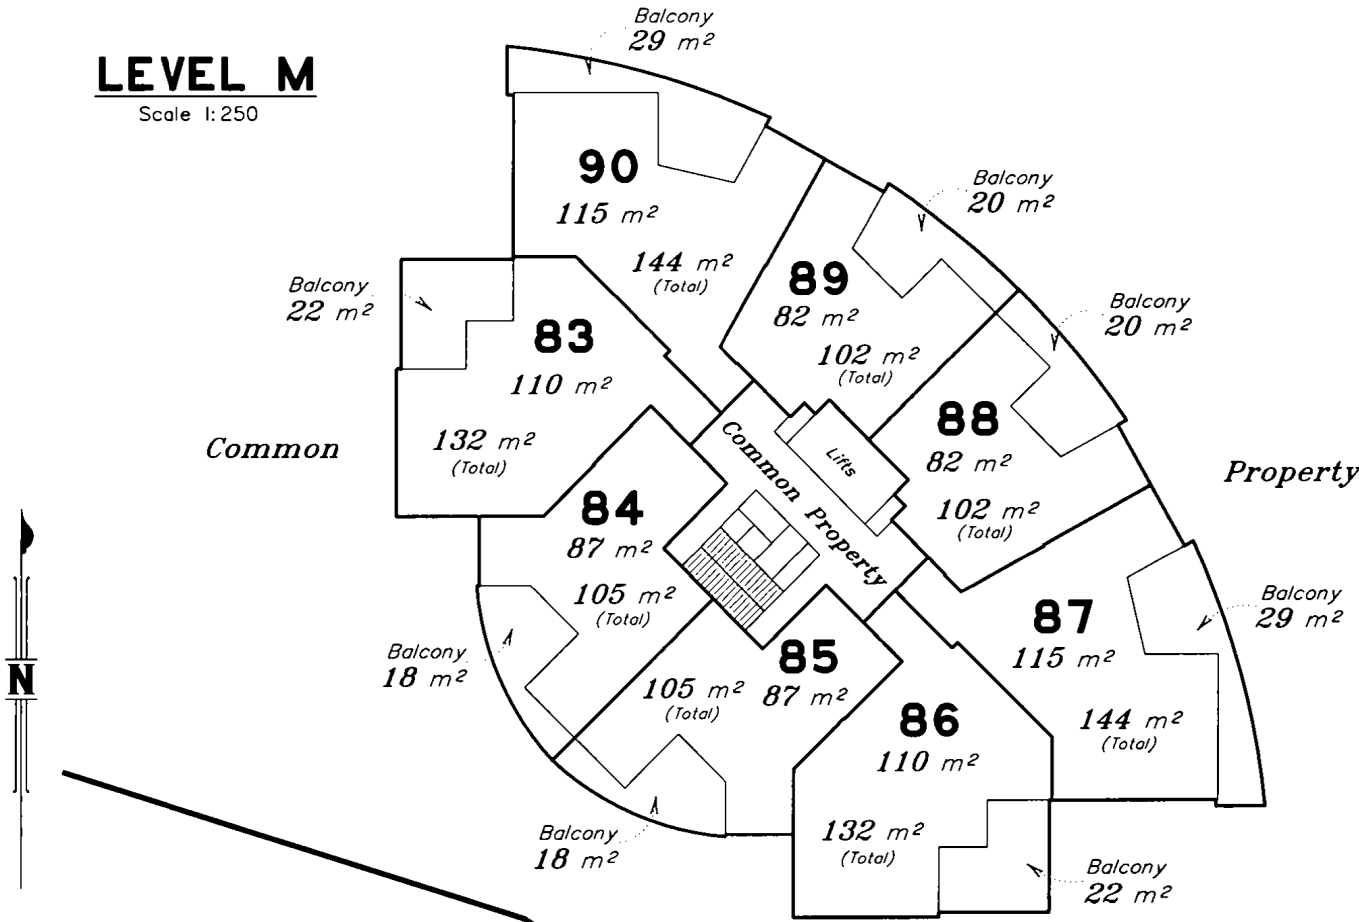 LEVEL M
Scale 1:250
Balcony
29 m²
90
115 m²
144 m²
(Total)
Balcony
20 m²
89
82 m²
102 m²
(Total)
Balcony
22 m²
83
110 m²
132 m²
(Total)
Balcony
20 m²
88
82 m²
102 m²
(Total)
Common
Property
Common Property
Lifts
84
87 m²
105 m²
(Total)
Balcony
18 m²
85
87 m²
105 m²
(Total)
Balcony
18 m²
87
115 m²
144 m²
(Total)
Balcony
29 m²
86
110 m²
132 m²
(Total)
Balcony
22 m²
N